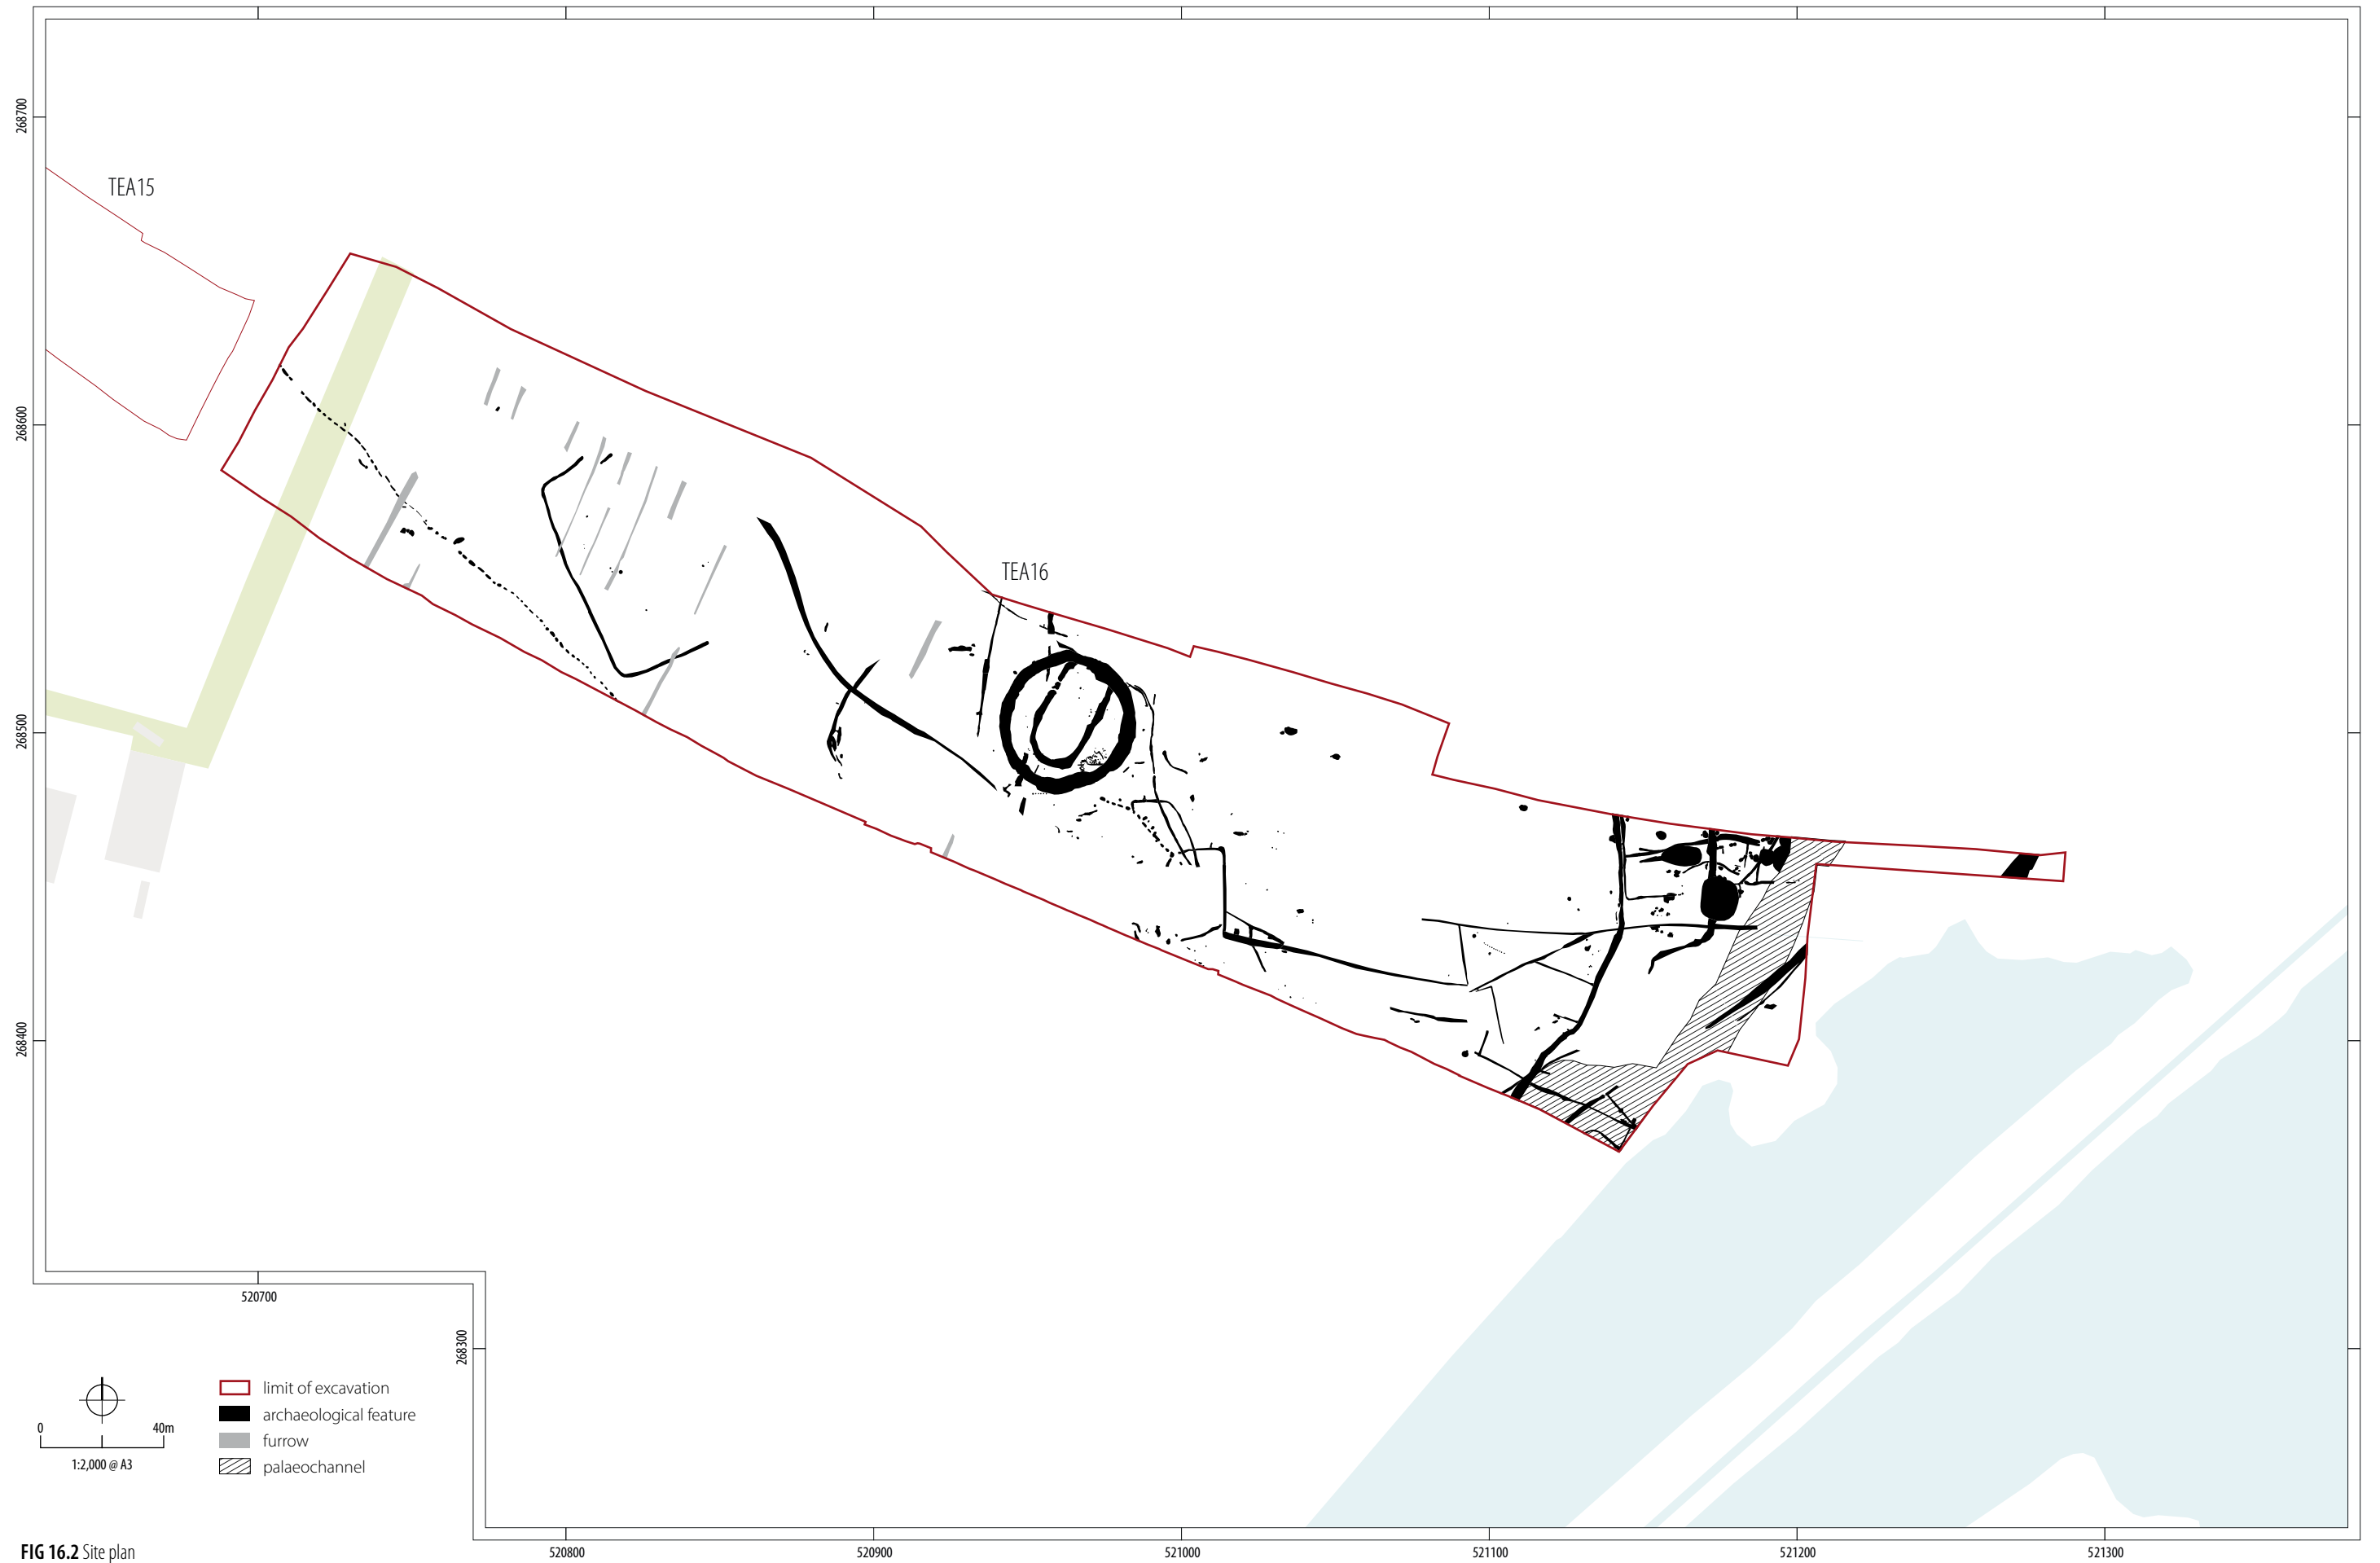 268700
TEA15
268600
TEA16
268500
268400
520700
268300
limit of excavation
archaeological feature
0 40m
furrow
1:2,000 @ A3
palaeochannel
FIG 16.2 Site plan
520800 520900 521000 521100 521200 521300